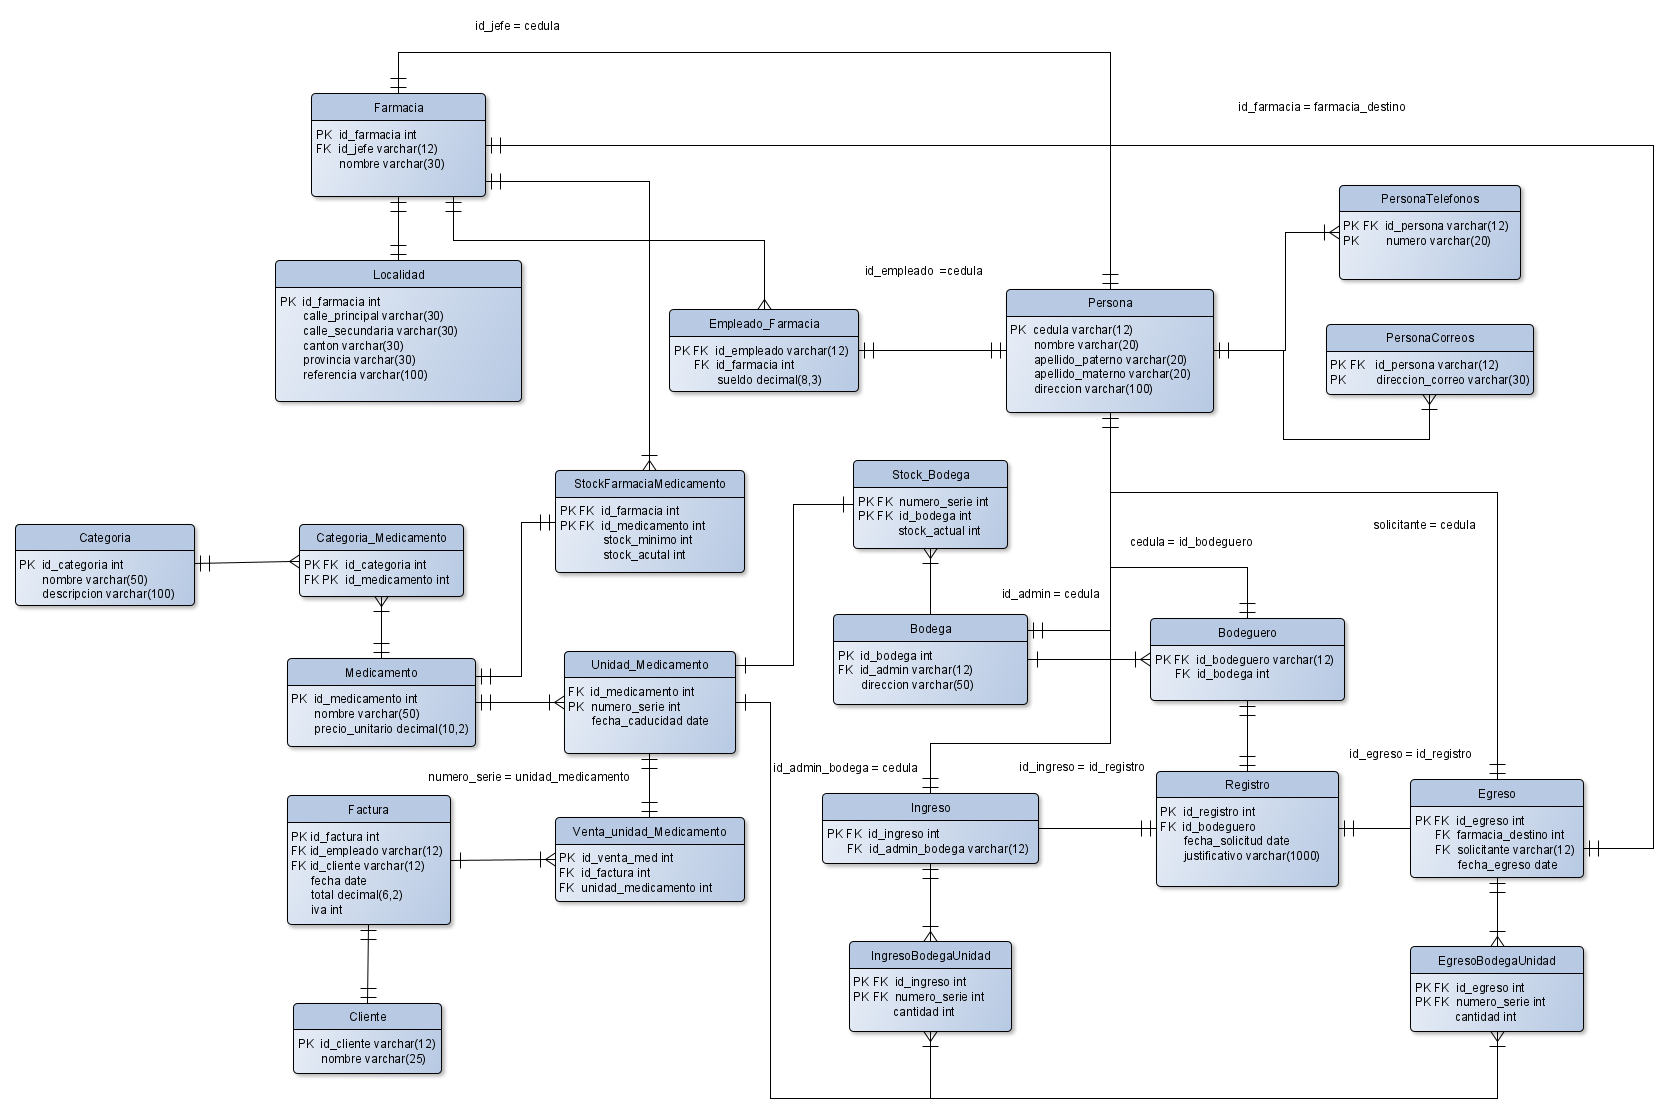 id_jefe = cedula
Farmacia
PK id_farmacia int
FK id_jefe varchar(12)
nombre varchar(30)
id_farmacia = farmacia_destino
PersonaTelefonos
PK FK id_persona varchar(12)
PK numero varchar(20)
Localidad
PK id_farmacia int
calle_principal varchar(30)
calle_secundaria varchar(30)
canton varchar(30)
provincia varchar(30)
referencia varchar(100)
id_empleado =cedula
Empleado_Farmacia
PK FK id_empleado varchar(12)
FK id_farmacia int
sueldo decimal(8,3)
Persona
PK cedula varchar(12)
nombre varchar(20)
apellido_paterno varchar(20)
apellido_materno varchar(20)
direccion varchar(100)
PersonaCorreos
PK FK id_persona varchar(12)
PK direccion_correo varchar(30)
StockFarmaciaMedicamento
PK FK id_farmacia int
PK FK id_medicamento int
stock_minimo int
stock_acutal int
Stock_Bodega
PK FK numero_serie int
PK FK id_bodega int
stock_actual int
solicitante = cedula
cedula = id_bodeguero
id_admin = cedula
Categoria
PK id_categoria int
nombre varchar(50)
descripcion varchar(100)
Categoria_Medicamento
PK FK id_categoria int
FK PK id_medicamento int
Bodega
PK id_bodega int
FK id_admin varchar(12)
direccion varchar(50)
Bodeguero
PK FK id_bodeguero varchar(12)
FK id_bodega int
Medicamento
PK id_medicamento int
nombre varchar(50)
precio_unitario decimal(10,2)
Unidad_Medicamento
FK id_medicamento int
PK numero_serie int
fecha_caducidad date
numero_serie = unidad_medicamento
id_admin_bodega = cedula
id_ingreso = id_registro
id_egreso = id_registro
Factura
PK id_factura int
FK id_empleado varchar(12)
FK id_cliente varchar(12)
fecha date
total decimal(6,2)
iva int
Venta_unidad_Medicamento
PK id_venta_med int
FK id_factura int
FK unidad_medicamento int
Ingreso
PK FK id_ingreso int
FK id_admin_bodega varchar(12)
Registro
PK id_registro int
FK id_bodeguero
fecha_solicitud date
justificativo varchar(1000)
Egreso
PK FK id_egreso int
FK farmacia_destino int
FK solicitante varchar(12)
fecha_egreso date
Cliente
PK id_cliente varchar(12)
nombre varchar(25)
IngresoBodegaUnidad
PK FK id_ingreso int
PK FK numero_serie int
cantidad int
EgresoBodegaUnidad
PK FK id_egreso int
PK FK numero_serie int
cantidad int